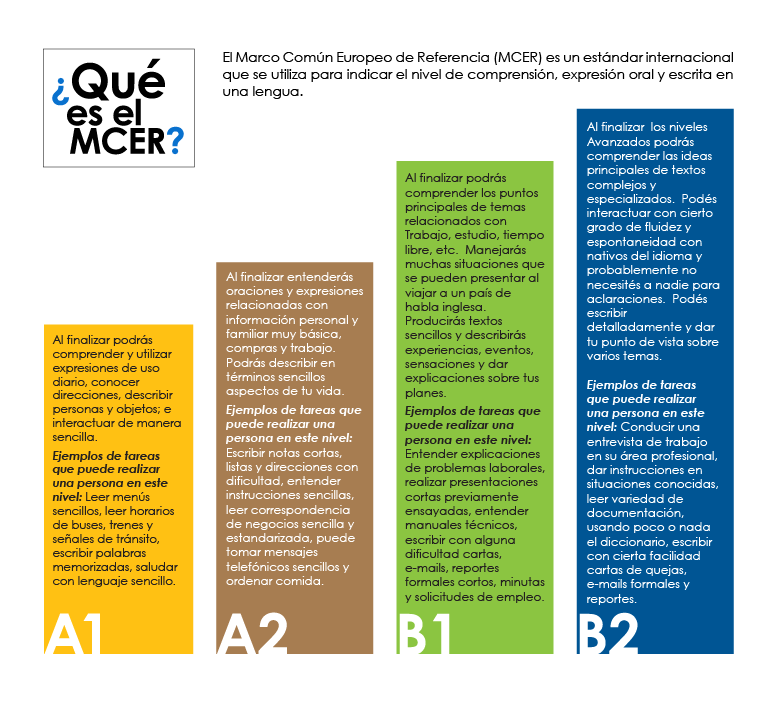 ¿Qué
es el
MCER?
El Marco Común Europeo de Referencia (MCER) es un estándar internacional
que se utiliza para indicar el nivel de comprensión, expresión oral y escrita en
una lengua.
Al finalizar podrás
comprender y utilizar
expresiones de uso
diario, conocer
direcciones, describir
personas y objetos; e
interactuar de manera
sencilla.
Ejemplos de tareas
que puede realizar
una persona en este
nivel: Leer menús
sencillos, leer horarios
de buses, trenes y
señales de tránsito,
escribir palabras
memorizadas, saludar
con lenguaje sencillo.
A1
Al finalizar entenderás
oraciones y expresiones
relacionadas con
información personal y
familiar muy básica,
compras y trabajo.
Podrás describir en
términos sencillos
aspectos de tu vida.
Ejemplos de tareas que
puede realizar una
persona en este nivel:
Escribir notas cortas,
listas y direcciones con
dificultad, entender
instrucciones sencillas,
leer correspondencia
de negocios sencilla y
estandarizada, puede
tomar mensajes
telefónicos sencillos y
ordenar comida.
A2
Al finalizar podrás
comprender los puntos
principales de temas
relacionados con
Trabajo, estudio, tiempo
libre, etc.  Manejarás
muchas situaciones que
se pueden presentar al
viajar a un país de
habla inglesa.
Producirás textos
sencillos y describirás
experiencias, eventos,
sensaciones y dar
explicaciones sobre tus
planes.
Ejemplos de tareas que
puede realizar una
persona en este nivel:
Entender explicaciones
de problemas laborales,
realizar presentaciones
cortas previamente
ensayadas, entender
manuales técnicos,
escribir con alguna
dificultad cartas,
e-mails, reportes
formales cortos, minutas
y solicitudes de empleo.
B1
Al finalizar  los niveles
Avanzados podrás
comprender las ideas
principales de textos
complejos y
especializados.  Podés
interactuar con cierto
grado de fluidez y
espontaneidad con
nativos del idioma y
probablemente no
necesités a nadie para
aclaraciones.  Podés
escribir
detalladamente y dar
tu punto de vista sobre
varios temas.
Ejemplos de tareas
que puede realizar
una persona en este
nivel: Conducir una
entrevista de trabajo
en su área profesional,
dar instrucciones en
situaciones conocidas,
leer variedad de
documentación,
usando poco o nada
el diccionario, escribir
con cierta facilidad
cartas de quejas,
e-mails formales y
reportes.
B2